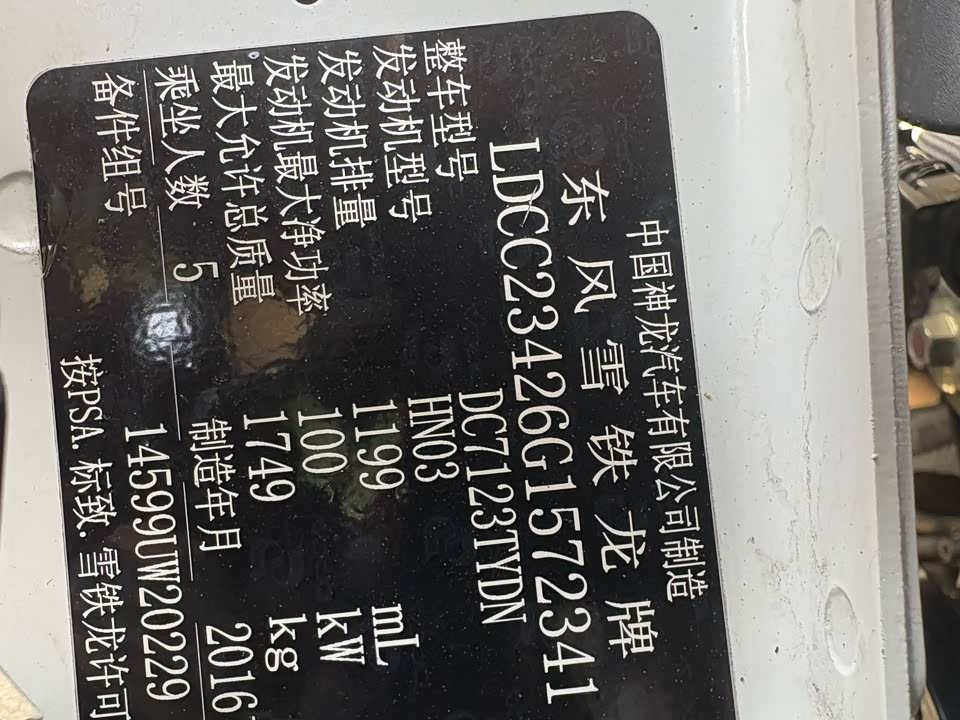 中国神龙汽车有限公司制造
东风雪铁龙牌
LDCC23426G1572341
整车型号 DC7123TYDN
发动机型号 HN03
发动机排量 1199 mL
发动机最大净功率 100 kW
最大允许总质量 1749 kg
乘坐人数 5 制造年月 2016
备件组号 14599UW20229
按PSA.标致.雪铁龙许可